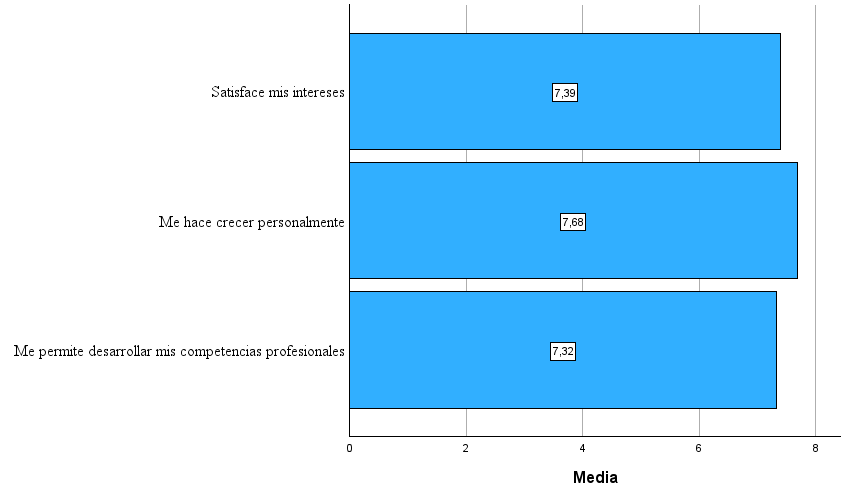 Satisface mis intereses
7,39
Me hace crecer personalmente
7,68
Me permite desarrollar mis competencias profesionales
7,32
0 2 4 6 8
Media